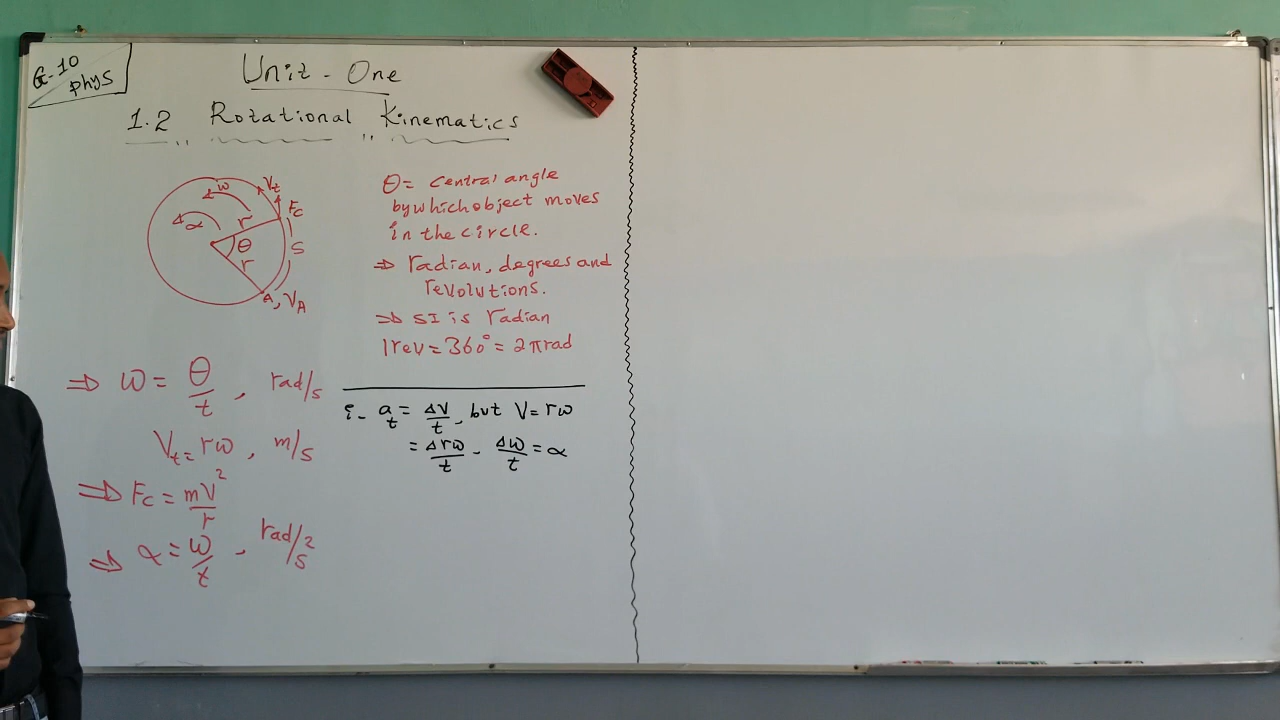 G-10
phys
Unit - One
1.2 Rotational Kinematics
ω
Vt
α
r
Fc
θ
S
r
A, VA
θ = central angle
by which object moves
in the circle.
⇒ radian, degrees and
revolutions.
⇒ SI is radian
1rev = 360° = 2πrad
⇒ ω = θ/t , rad/s
Vt = rω , m/s
⇒ Fc = mV²/r
⇒ α = ω/t , rad/s²
i- at = ΔV/t , but V = rω
= Δrω/t - Δω/t = α